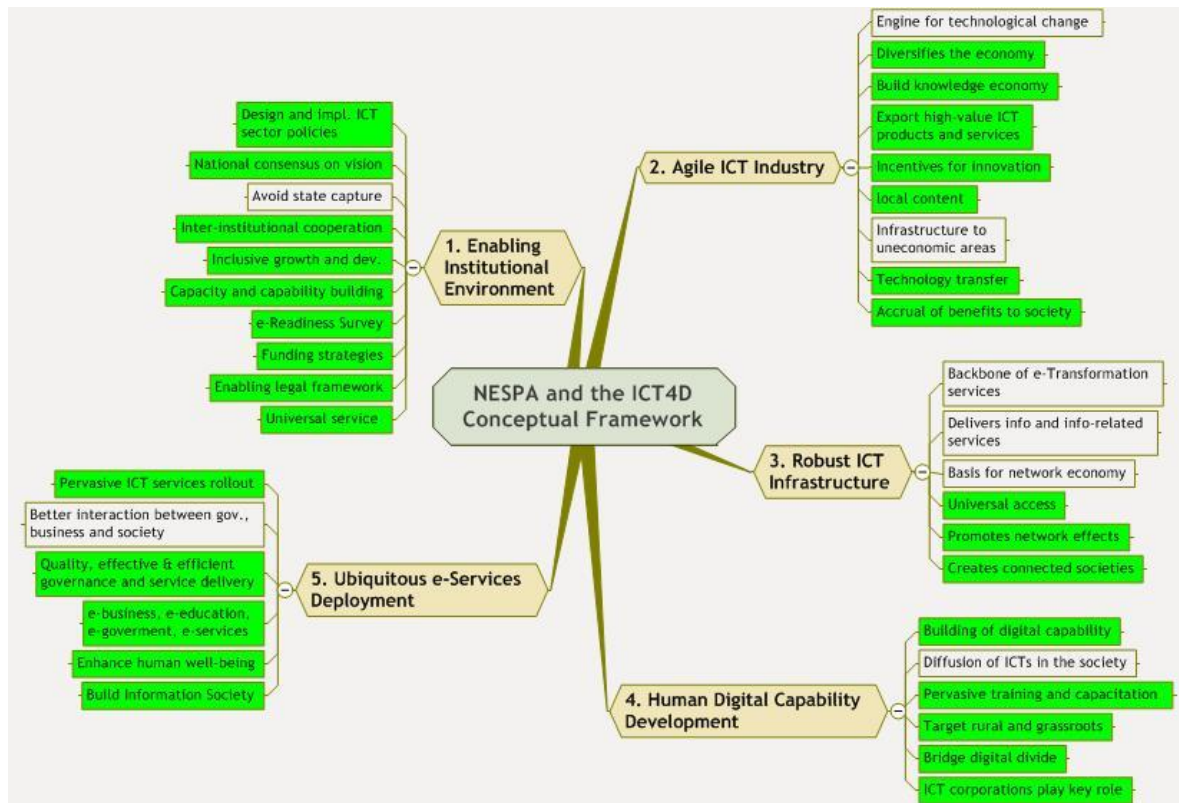 NESPA and the ICT4D
Conceptual Framework
1. Enabling
Institutional
Environment
Design and impl. ICT
sector policies
National consensus on vision
Avoid state capture
Inter-institutional cooperation
Inclusive growth and dev.
Capacity and capability building
e-Readiness Survey
Funding strategies
Enabling legal framework
Universal service
2. Agile ICT Industry
Engine for technological change
Diversifies the economy
Build knowledge economy
Export high-value ICT
products and services
Incentives for innovation
local content
Infrastructure to
uneconomic areas
Technology transfer
Accrual of benefits to society
3. Robust ICT
Infrastructure
Backbone of e-Transformation
services
Delivers info and info-related
services
Basis for network economy
Universal access
Promotes network effects
Creates connected societies
4. Human Digital Capability
Development
Building of digital capability
Diffusion of ICTs in the society
Pervasive training and capacitation
Target rural and grassroots
Bridge digital divide
ICT corporations play key role
5. Ubiquitous e-Services
Deployment
Pervasive ICT services rollout
Better interaction between gov.,
business and society
Quality, effective & efficient
governance and service delivery
e-business, e-education,
e-goverment, e-services
Enhance human well-being
Build Information Society